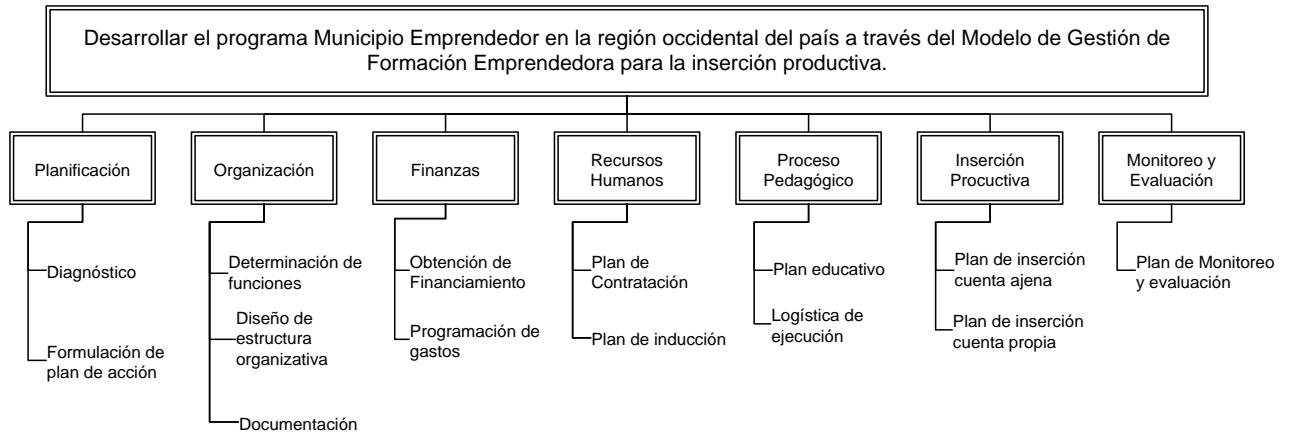 Desarrollar el programa Municipio Emprendedor en la región occidental del país a través del Modelo de Gestión de
Formación Emprendedora para la inserción productiva.
Planificación
Organización
Finanzas
Recursos
Humanos
Proceso
Pedagógico
Inserción
Procuctiva
Monitoreo y
Evaluación
Diagnóstico
Formulación de
plan de acción
Determinación de
funciones
Diseño de
estructura
organizativa
Documentación
Obtención de
Financiamiento
Programación de
gastos
Plan de
Contratación
Plan de inducción
Plan educativo
Logística de
ejecución
Plan de inserción
cuenta ajena
Plan de inserción
cuenta propia
Plan de Monitoreo
y evaluación